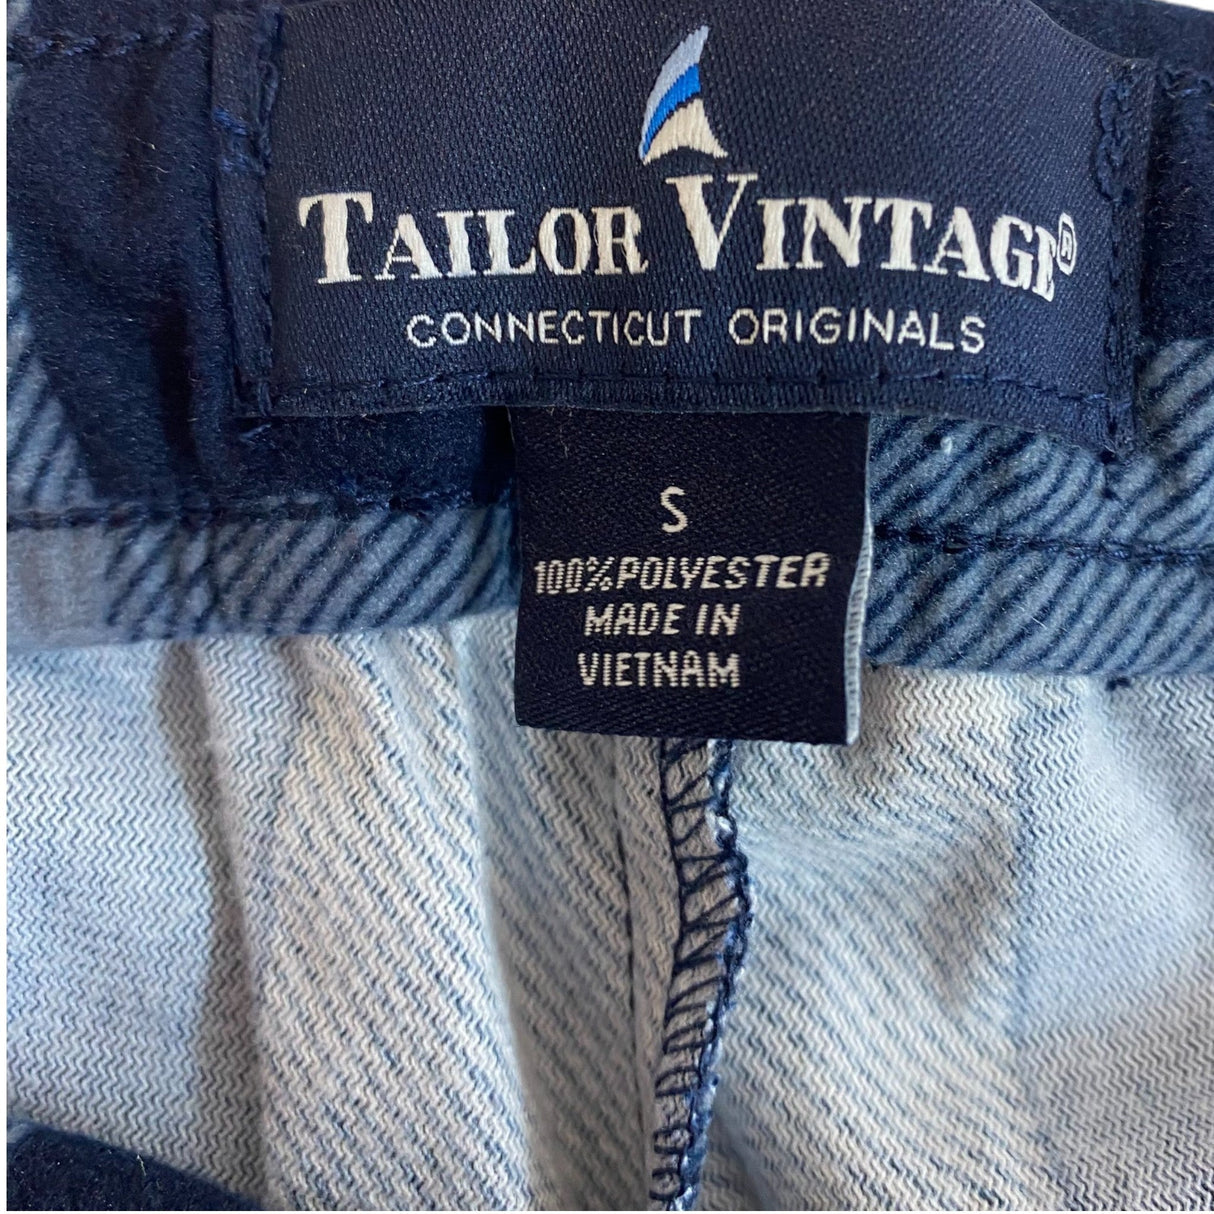 TAILOR VINTAGE®
CONNECTICUT ORIGINALS
S
100%POLYESTER
MADE IN
VIETNAM